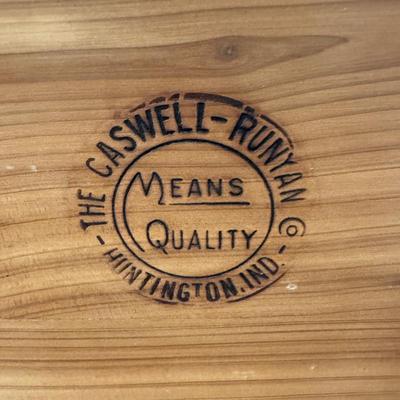 - THE CASWELL-RUNYAN CO -
MEANS
QUALITY
HUNTINGTON, IND.